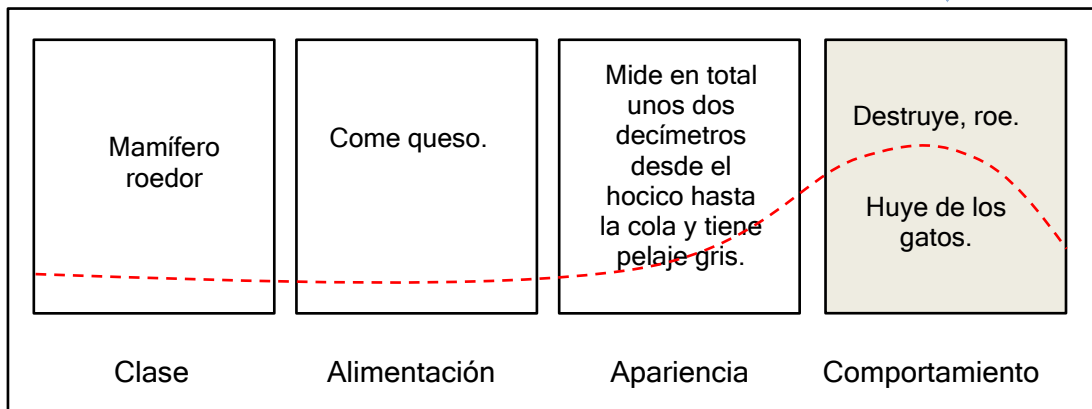 Mamífero
roedor
Come queso.
Mide en total
unos dos
decímetros
desde el
hocico hasta
la cola y tiene
pelaje gris.
Destruye, roe.
Huye de los
gatos.
Clase
Alimentación
Apariencia
Comportamiento